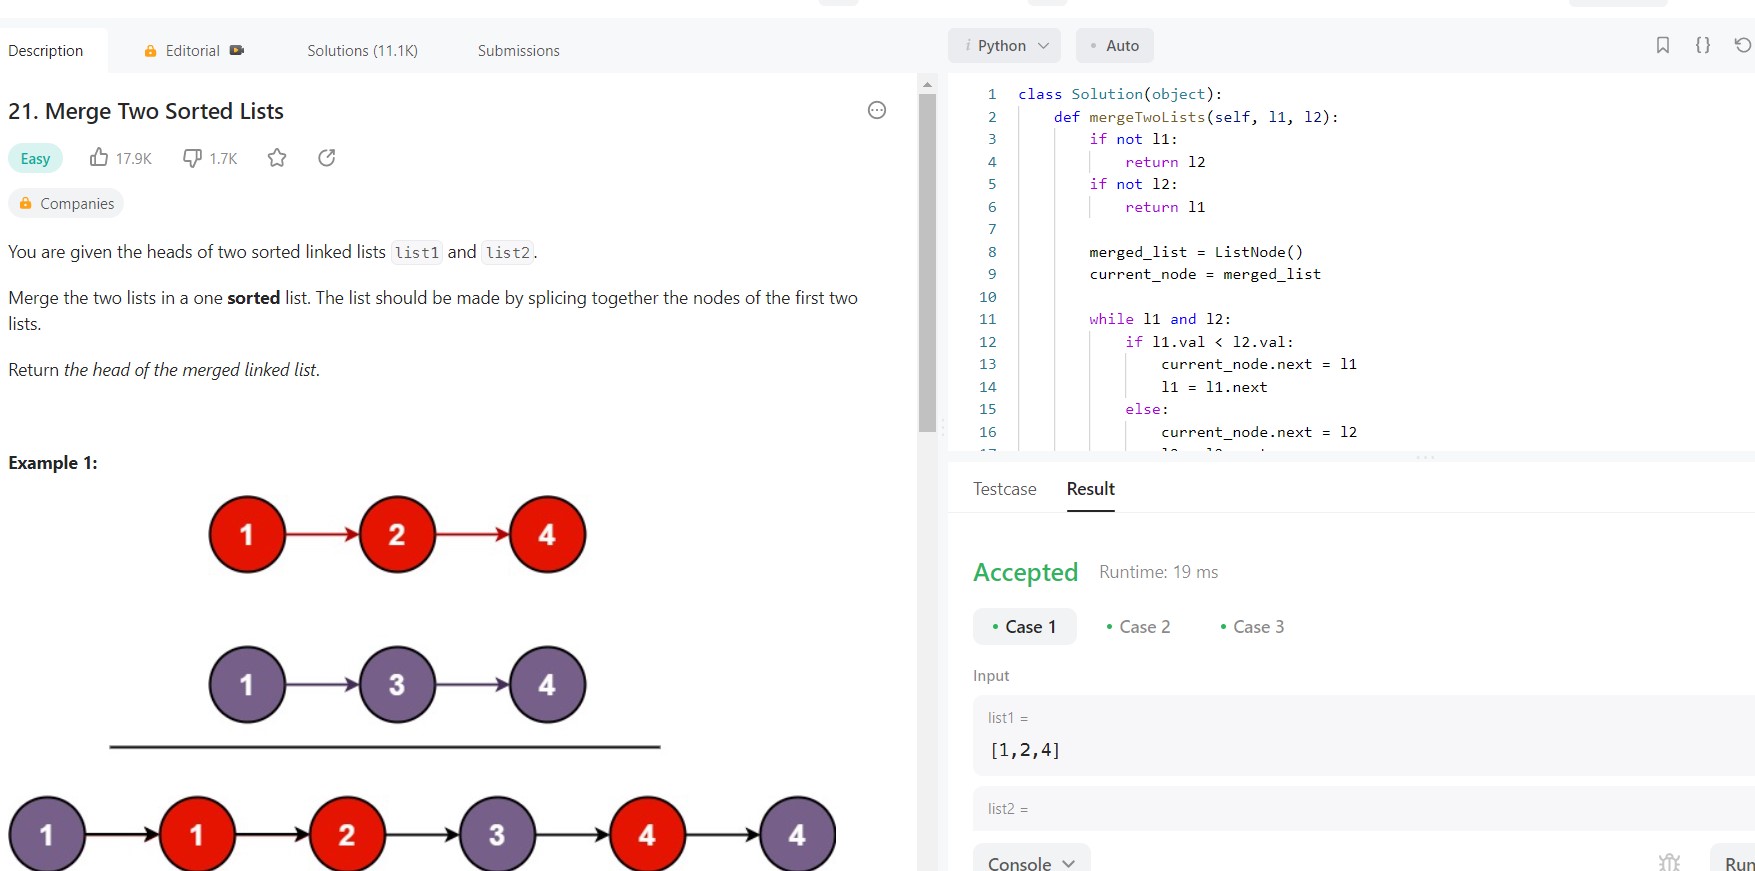 Description
Editorial
Solutions (11.1K)
Submissions
21. Merge Two Sorted Lists
Easy
17.9K
1.7K
Companies
You are given the heads of two sorted linked lists list1 and list2.
Merge the two lists in a one sorted list. The list should be made by splicing together the nodes of the first two
lists.
Return the head of the merged linked list.
Example 1:
1 2 4
1 3 4
1 1 2 3 4 4
i Python
Auto
{}
1 class Solution(object):
2 def mergeTwoLists(self, l1, l2):
3 if not l1:
4 return l2
5 if not l2:
6 return l1
7
8 merged_list = ListNode()
9 current_node = merged_list
10
11 while l1 and l2:
12 if l1.val < l2.val:
13 current_node.next = l1
14 l1 = l1.next
15 else:
16 current_node.next = l2
Testcase
Result
Accepted Runtime: 19 ms
Case 1
Case 2
Case 3
Input
list1 =
[1,2,4]
list2 =
Console
Run